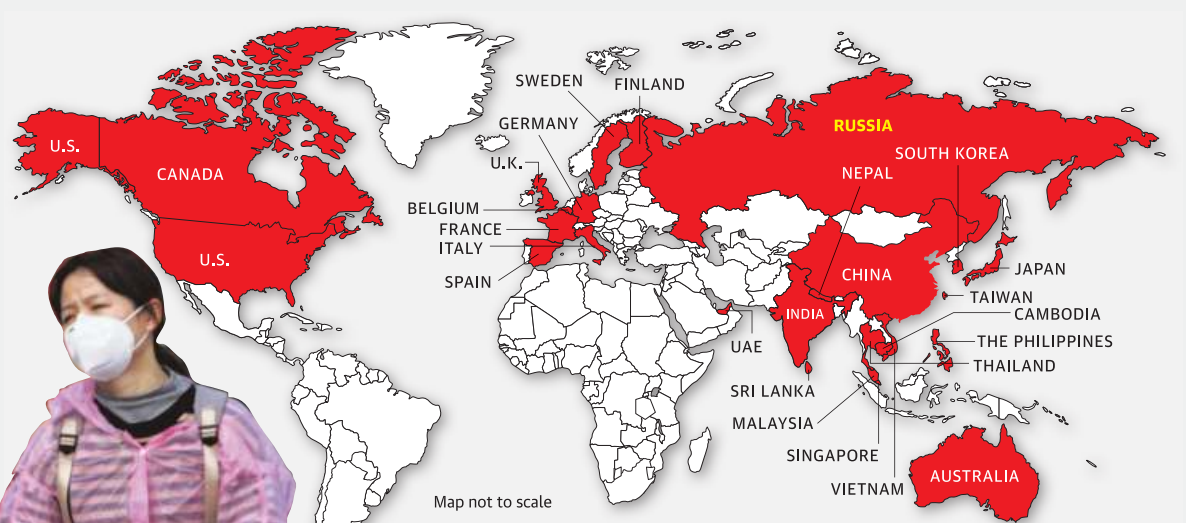 SWEDEN
FINLAND
GERMANY
RUSSIA
U.S.
U.K.
SOUTH KOREA
CANADA
NEPAL
BELGIUM
FRANCE
ITALY
U.S.
SPAIN
CHINA
JAPAN
TAIWAN
INDIA
CAMBODIA
UAE
THE PHILIPPINES
THAILAND
SRI LANKA
MALAYSIA
SINGAPORE
AUSTRALIA
VIETNAM
Map not to scale